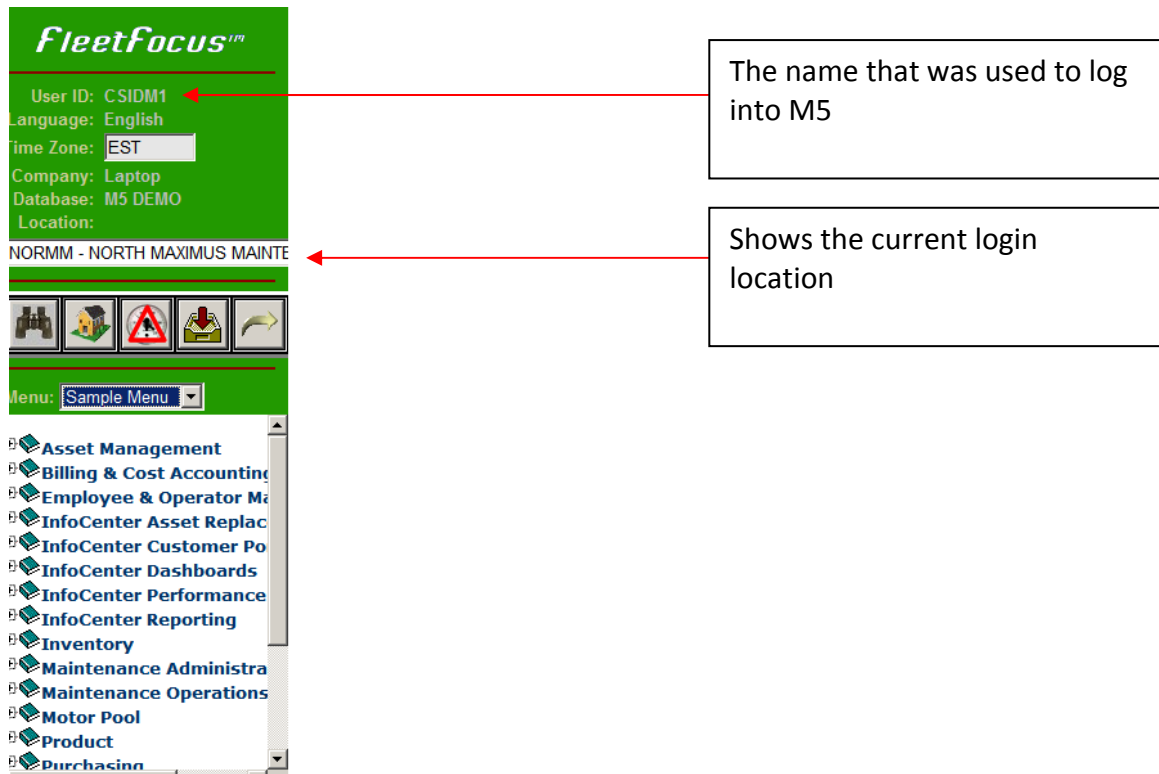 FleetFocus™
User ID: CSIDM1
Language: English
Time Zone: EST
Company: Laptop
Database: M5 DEMO
Location:
NORMM - NORTH MAXIMUS MAINTE
Menu: Sample Menu
Asset Management
Billing & Cost Accounting
Employee & Operator Ma
InfoCenter Asset Replac
InfoCenter Customer Po
InfoCenter Dashboards
InfoCenter Performance
InfoCenter Reporting
Inventory
Maintenance Administra
Maintenance Operations
Motor Pool
Product
Purchasing
The name that was used to log
into M5
Shows the current login
location